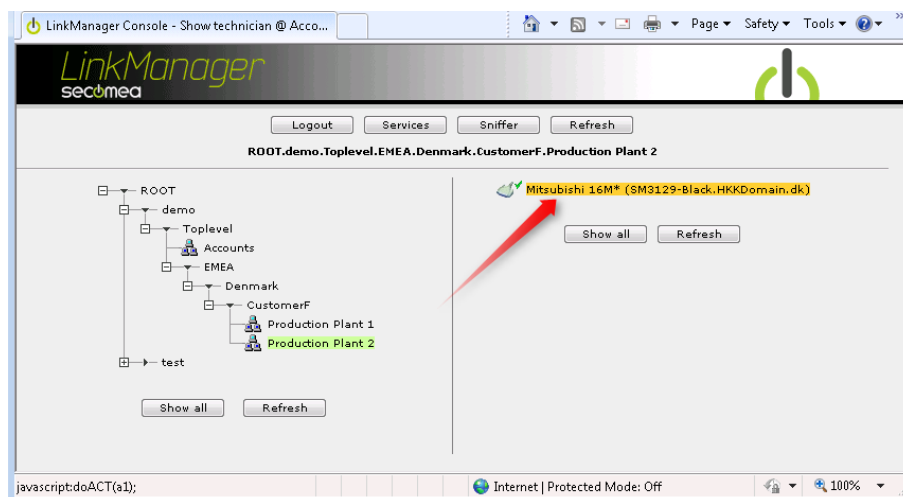 LinkManager Console - Show technician @ Acco...
Page Safety Tools
LinkManager
secomea
Logout Services Sniffer Refresh
ROOT.demo.Toplevel.EMEA.Denmark.CustomerF.Production Plant 2
ROOT
demo
Toplevel
Accounts
EMEA
Denmark
CustomerF
Production Plant 1
Production Plant 2
test
Show all Refresh
Mitsubishi 16M* (SM3129-Black.HKKDomain.dk)
Show all Refresh
javascript:doACT(a1);
Internet | Protected Mode: Off
100%